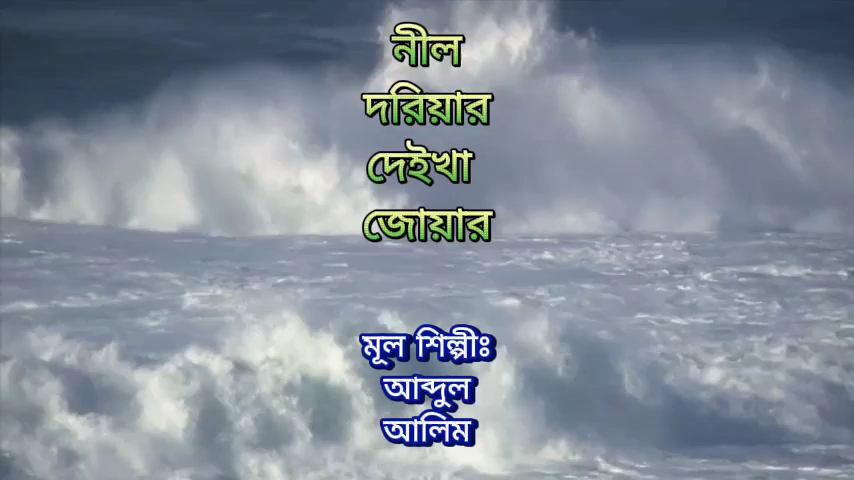 নীল
দরিয়ার
দেইখা
জোয়ার
মূল শিল্পীঃ
আব্দুল
আলিম